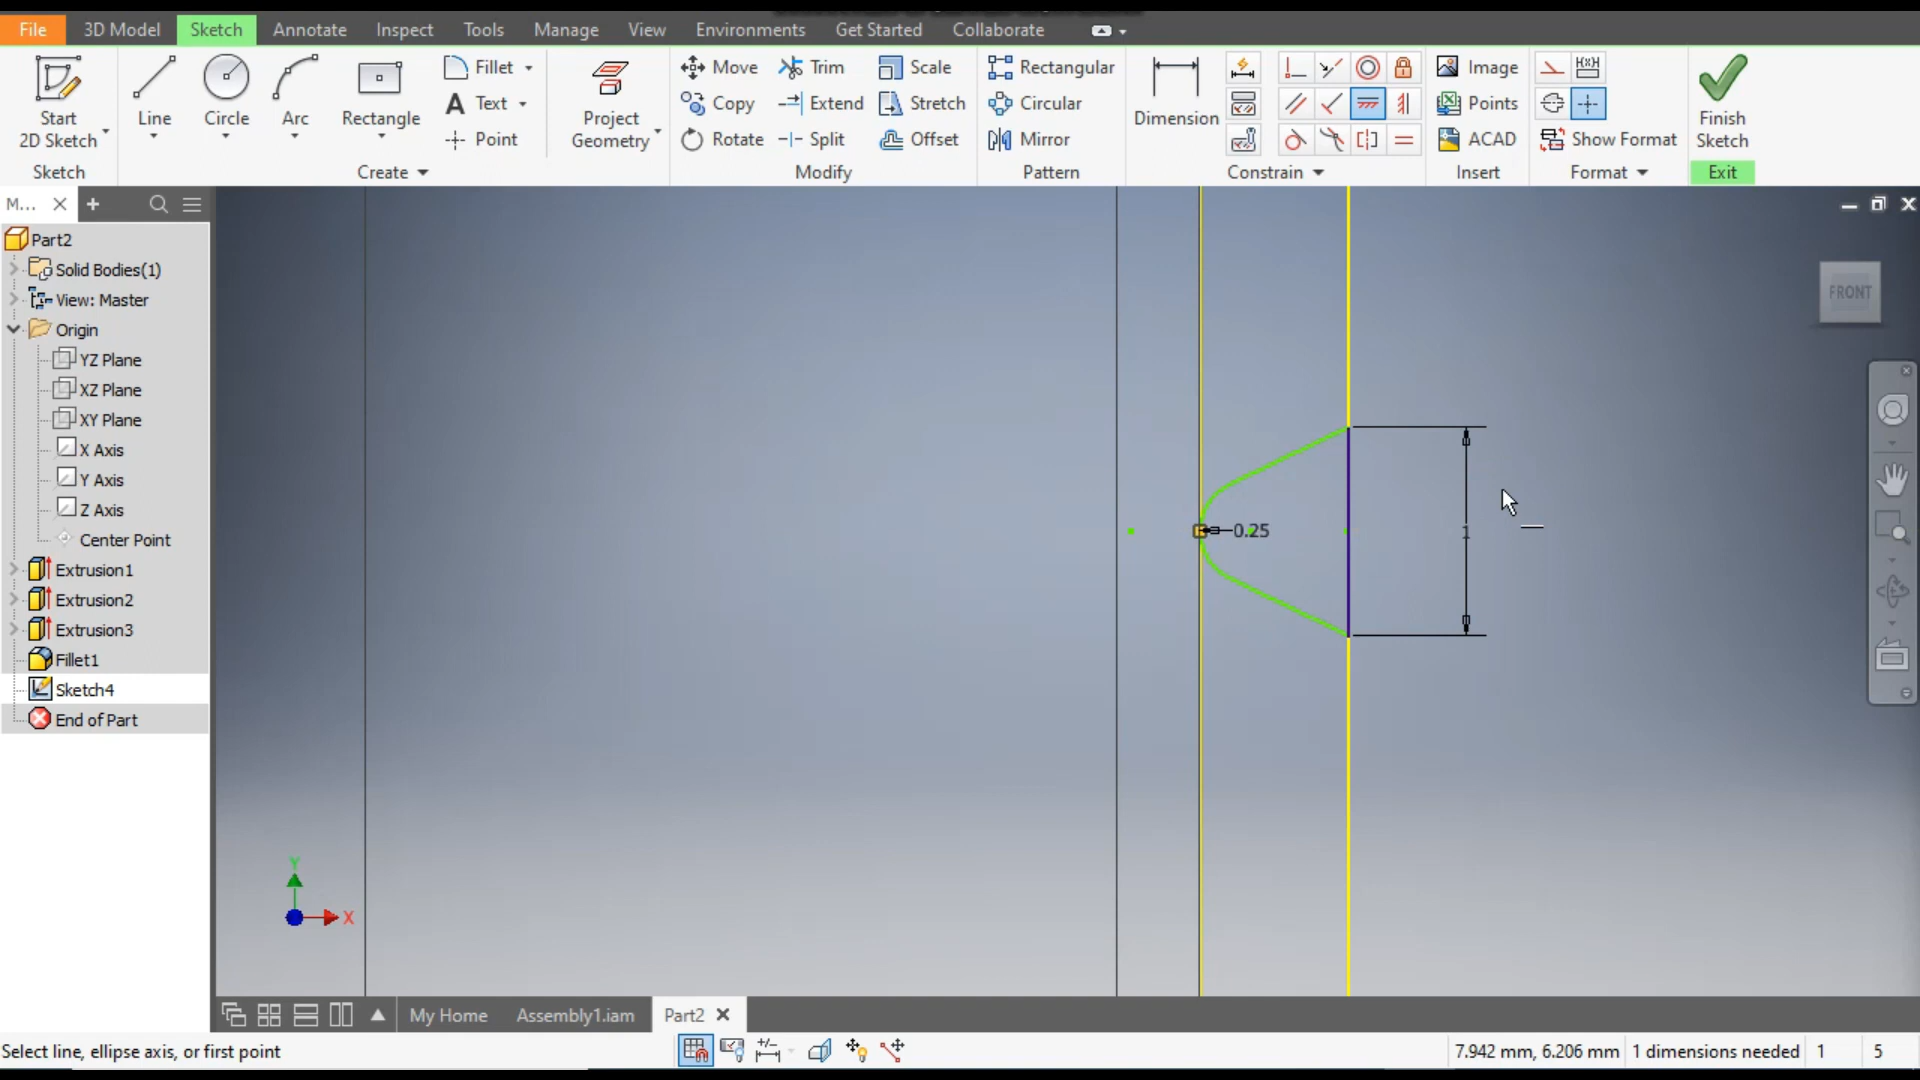 File 3D Model Sketch Annotate Inspect Tools Manage View Environments Get Started Collaborate
Start
2D Sketch
Line
Circle
Arc
Rectangle
Fillet
Text
Point
Project
Geometry
Move
Copy
Rotate
Trim
Extend
Split
Scale
Stretch
Offset
Rectangular
Circular
Mirror
Dimension
Image
Points
ACAD
Show Format
Finish
Sketch
Sketch Create Modify Pattern Constrain Insert Format Exit
M...
Part2
Solid Bodies(1)
View: Master
Origin
YZ Plane
XZ Plane
XY Plane
X Axis
Y Axis
Z Axis
Center Point
Extrusion1
Extrusion2
Extrusion3
Fillet1
Sketch4
End of Part
FRONT
0.25
1
Y
X
My Home Assembly1.iam Part2
Select line, ellipse axis, or first point
7.942 mm, 6.206 mm 1 dimensions needed 1 5